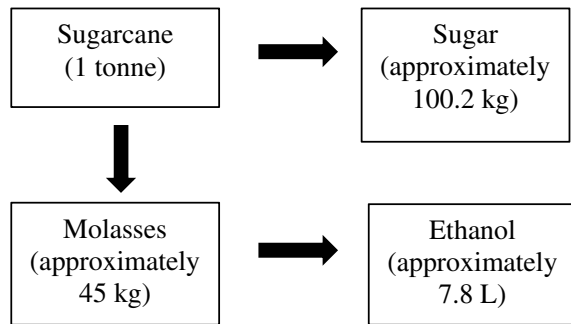 Sugarcane
(1 tonne)
Sugar
(approximately
100.2 kg)
Molasses
(approximately
45 kg)
Ethanol
(approximately
7.8 L)